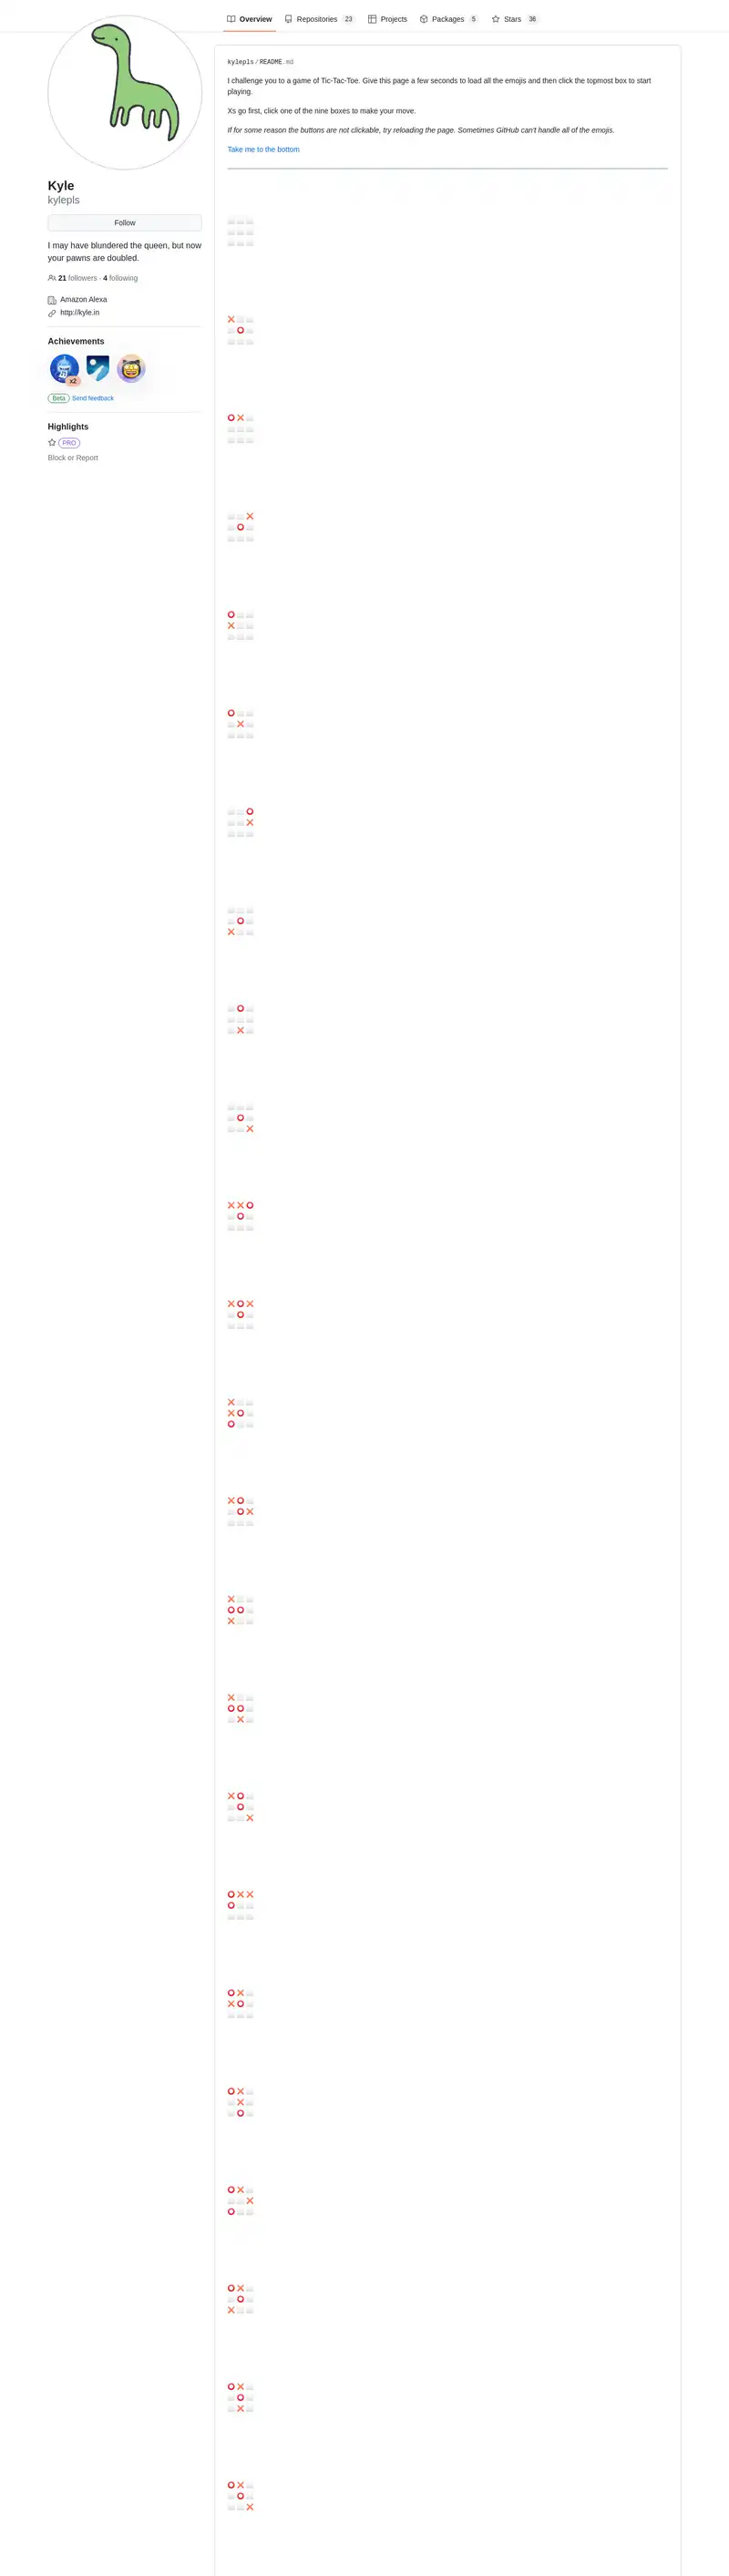 Overview
Repositories 23
Projects
Packages 5
Stars 36
Kyle
kylepls
Follow
I may have blundered the queen, but now
your pawns are doubled.
21 followers · 4 following
Amazon Alexa
http://kyle.in
Achievements
x2
Beta Send feedback
Highlights
PRO
Block or Report
kylepls / README.md
I challenge you to a game of Tic-Tac-Toe. Give this page a few seconds to load all the emojis and then click the topmost box to start
playing.
Xs go first, click one of the nine boxes to make your move.
If for some reason the buttons are not clickable, try reloading the page. Sometimes GitHub can't handle all of the emojis.
Take me to the bottom